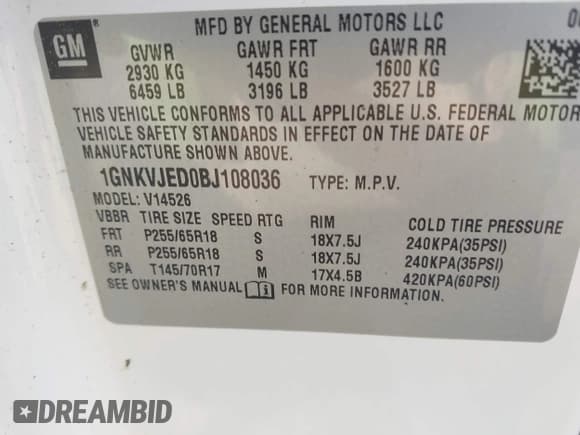 MFD BY GENERAL MOTORS LLC
GM
GVWR GAWR FRT GAWR RR
2930 KG 1450 KG 1600 KG
6459 LB 3196 LB 3527 LB
THIS VEHICLE CONFORMS TO ALL APPLICABLE U.S. FEDERAL MOTOR
VEHICLE SAFETY STANDARDS IN EFFECT ON THE DATE OF
MANUFACTURE SHOWN ABOVE.
1GNKVJED0BJ108036 TYPE: M.P.V.
MODEL: V14526
VBBR TIRE SIZE SPEED RTG RIM COLD TIRE PRESSURE
FRT P255/65R18 S 18X7.5J 240KPA(35PSI)
RR P255/65R18 S 18X7.5J 240KPA(35PSI)
SPA T145/70R17 M 17X4.5B 420KPA(60PSI)
SEE OWNER'S MANUAL FOR MORE INFORMATION.
DREAMBID